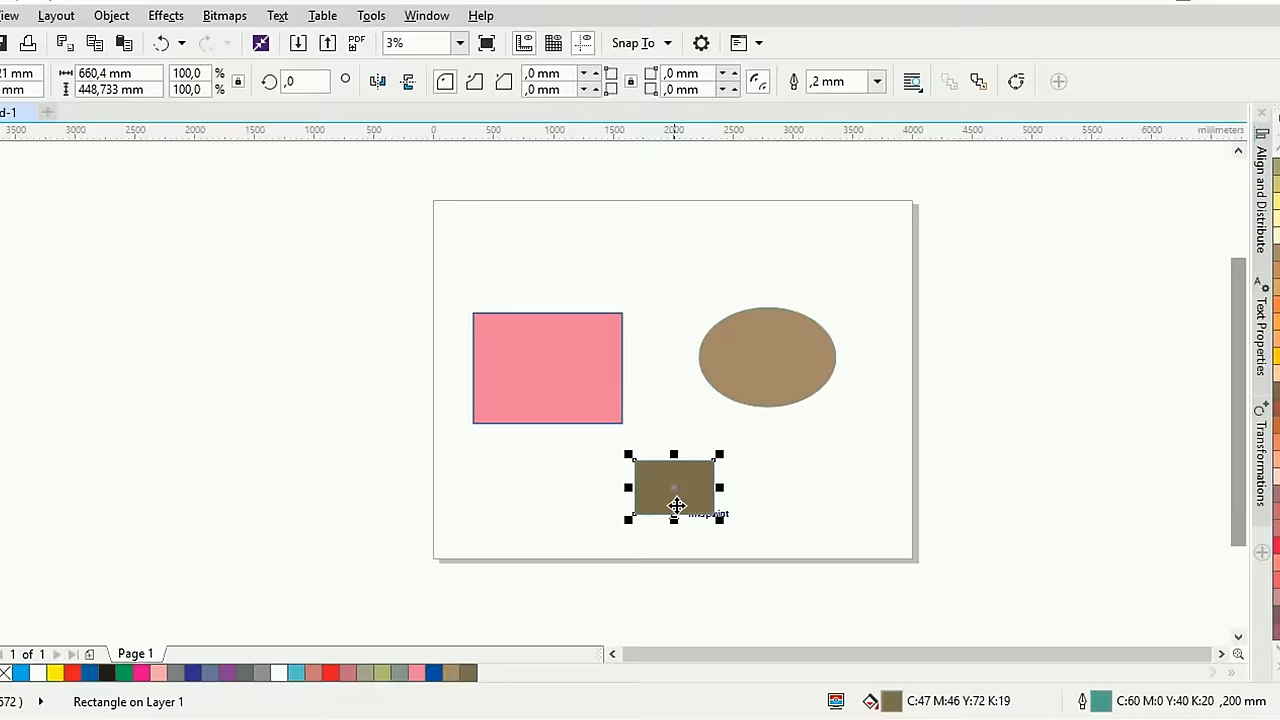 iew Layout Object Effects Bitmaps Text Table Tools Window Help
PDF 3% Snap To
21 mm 660,4 mm 100,0 % ,0 ,0 mm ,0 mm ,2 mm
mm 448,733 mm 100,0 % ,0 mm ,0 mm
d-1
3500 3000 2500 2000 1500 1000 500 0 500 1000 1500 2000 2500 3000 3500 4000 4500 5000 5500 6000 millimeters
Align and Distribute
Text Properties
Transformations
1 of 1 Page 1
572 ) Rectangle on Layer 1 C:47 M:46 Y:72 K:19 C:60 M:0 Y:40 K:20 ,200 mm